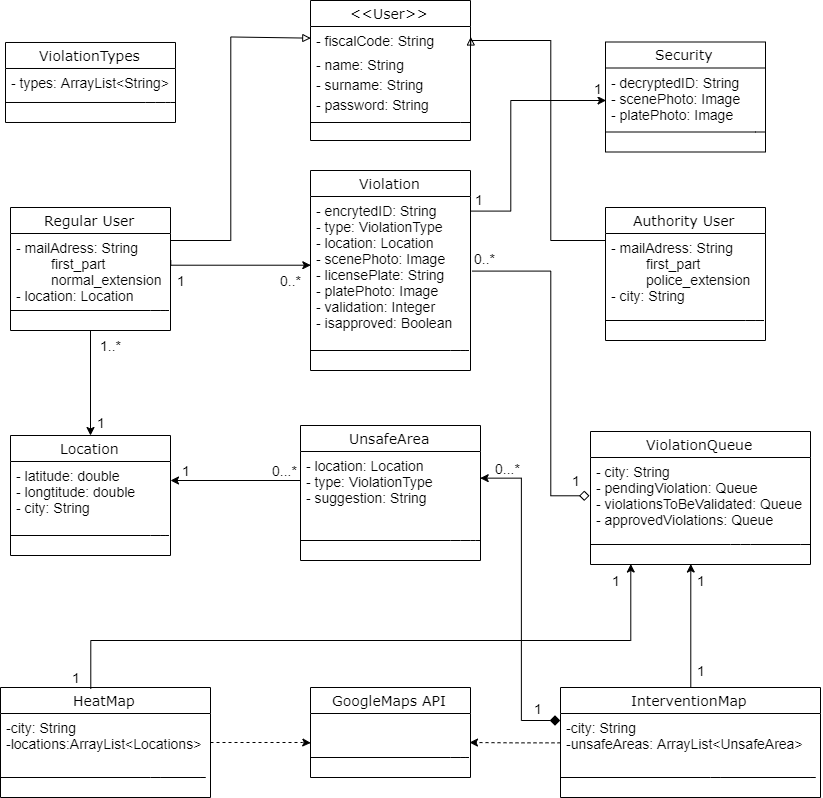 <<User>>
- fiscalCode: String
- name: String
- surname: String
- password: String
ViolationTypes
- types: ArrayList<String>
Security
- decryptedID: String
- scenePhoto: Image
- platePhoto: Image
1
Violation
- encrytedID: String
- type: ViolationType
- location: Location
- scenePhoto: Image
- licensePlate: String
- platePhoto: Image
- validation: Integer
- isapproved: Boolean
1
0..*
Regular User
- mailAdress: String
first_part
normal_extension
- location: Location
1
0..*
1..*
Authority User
- mailAdress: String
first_part
police_extension
- city: String
1
Location
- latitude: double
- longtitude: double
- city: String
1
0...*
UnsafeArea
- location: Location
- type: ViolationType
- suggestion: String
0...*
1
ViolationQueue
- city: String
- pendingViolation: Queue
- violationsToBeValidated: Queue
- approvedViolations: Queue
1
1
1
1
HeatMap
-city: String
-locations:ArrayList<Locations>
GoogleMaps API
1
InterventionMap
-city: String
-unsafeAreas: ArrayList<UnsafeArea>